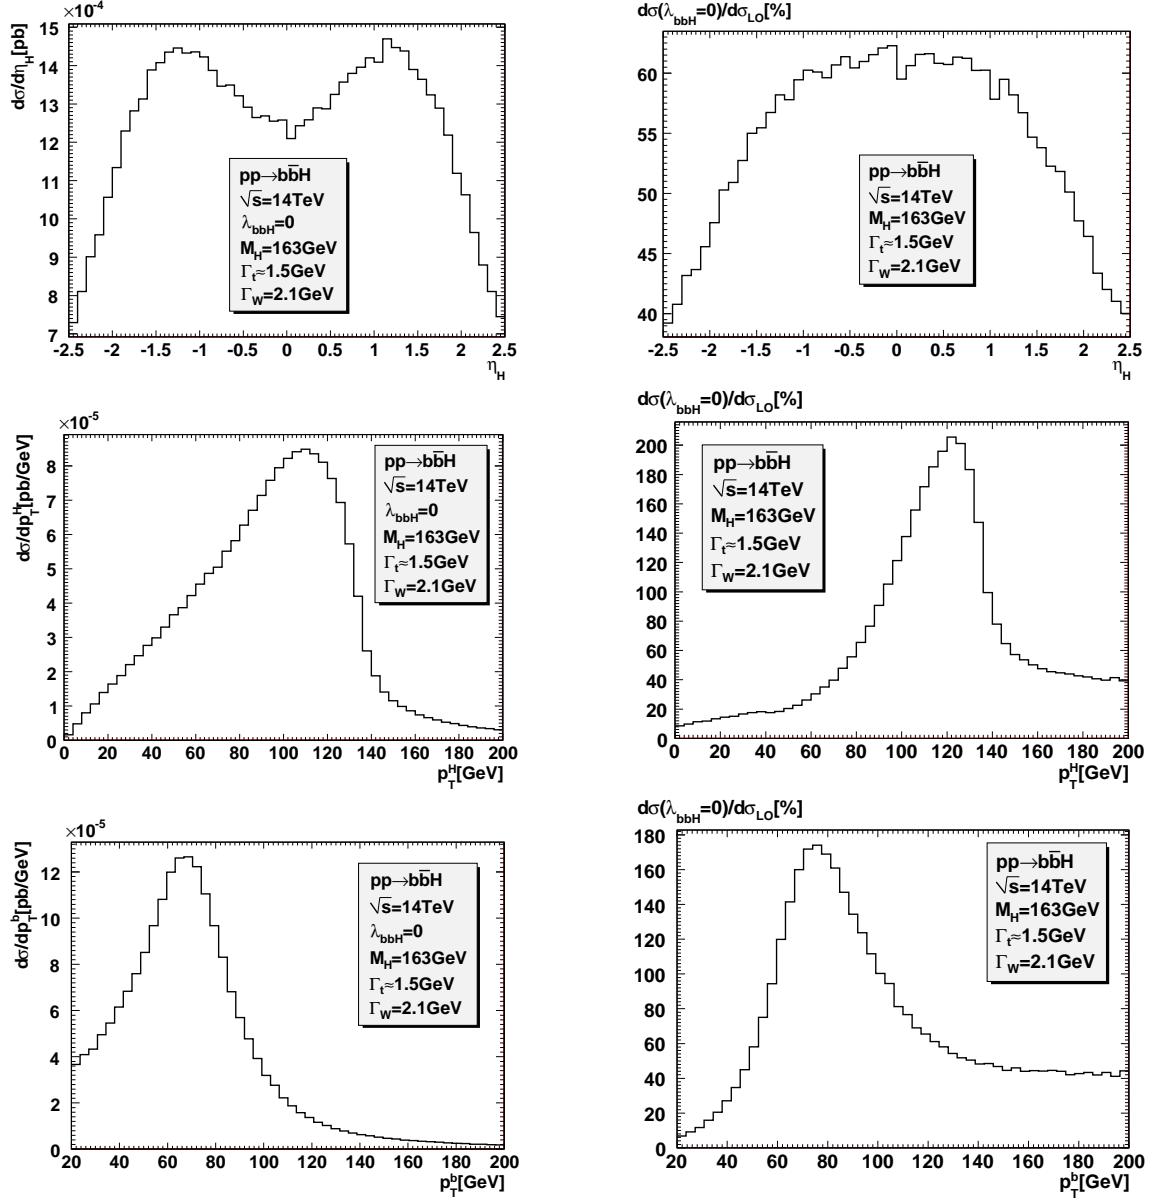 ×10⁻⁴
dσ/dη_H[pb]
15
14
13
12
11
10
9
8
7
pp→bb̅H
√s=14TeV
λ_bbH=0
M_H=163GeV
Γ_t≈1.5GeV
Γ_W=2.1GeV
-2.5 -2 -1.5 -1 -0.5 0 0.5 1 1.5 2 2.5
η_H
dσ(λ_bbH=0)/dσ_LO[%]
60
55
50
45
40
pp→bb̅H
√s=14TeV
M_H=163GeV
Γ_t≈1.5GeV
Γ_W=2.1GeV
-2.5 -2 -1.5 -1 -0.5 0 0.5 1 1.5 2 2.5
η_H
×10⁻⁵
dσ/dp_T^H[pb/GeV]
8
7
6
5
4
3
2
1
0
pp→bb̅H
√s=14TeV
λ_bbH=0
M_H=163GeV
Γ_t≈1.5GeV
Γ_W=2.1GeV
0 20 40 60 80 100 120 140 160 180 200
p_T^H[GeV]
dσ(λ_bbH=0)/dσ_LO[%]
200
180
160
140
120
100
80
60
40
20
0
pp→bb̅H
√s=14TeV
M_H=163GeV
Γ_t≈1.5GeV
Γ_W=2.1GeV
0 20 40 60 80 100 120 140 160 180 200
p_T^H[GeV]
×10⁻⁵
dσ/dp_T^b[pb/GeV]
12
10
8
6
4
2
0
pp→bb̅H
√s=14TeV
λ_bbH=0
M_H=163GeV
Γ_t≈1.5GeV
Γ_W=2.1GeV
20 40 60 80 100 120 140 160 180 200
p_T^b[GeV]
dσ(λ_bbH=0)/dσ_LO[%]
180
160
140
120
100
80
60
40
20
0
pp→bb̅H
√s=14TeV
M_H=163GeV
Γ_t≈1.5GeV
Γ_W=2.1GeV
20 40 60 80 100 120 140 160 180 200
p_T^b[GeV]